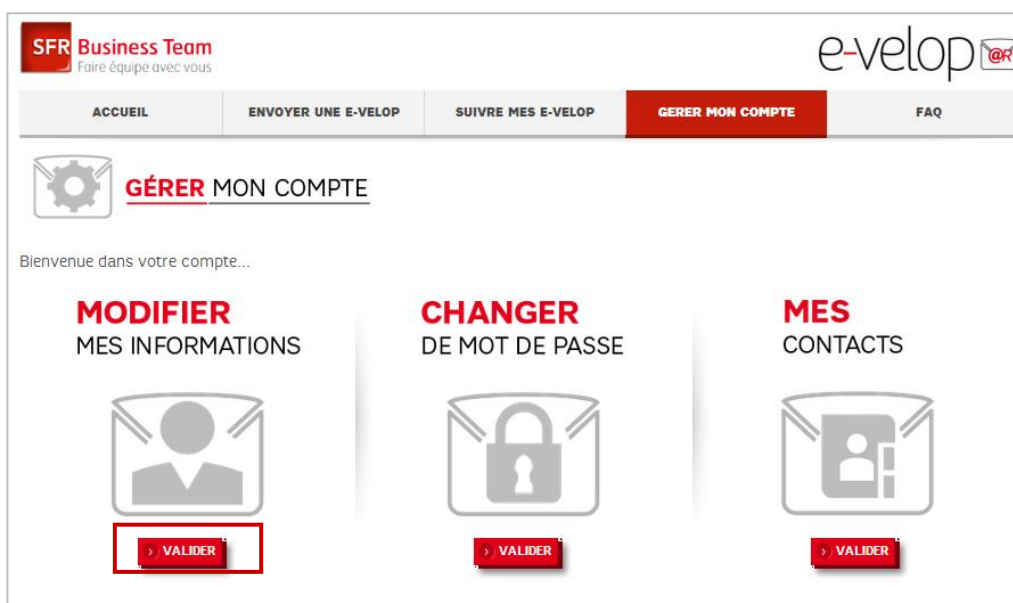 SFR Business Team
Faire équipe avec vous
e-velop @R
ACCUEIL ENVOYER UNE E-VELOP SUIVRE MES E-VELOP GERER MON COMPTE FAQ
GÉRER MON COMPTE
Bienvenue dans votre compte...
MODIFIER CHANGER MES
MES INFORMATIONS DE MOT DE PASSE CONTACTS
VALIDER VALIDER VALIDER